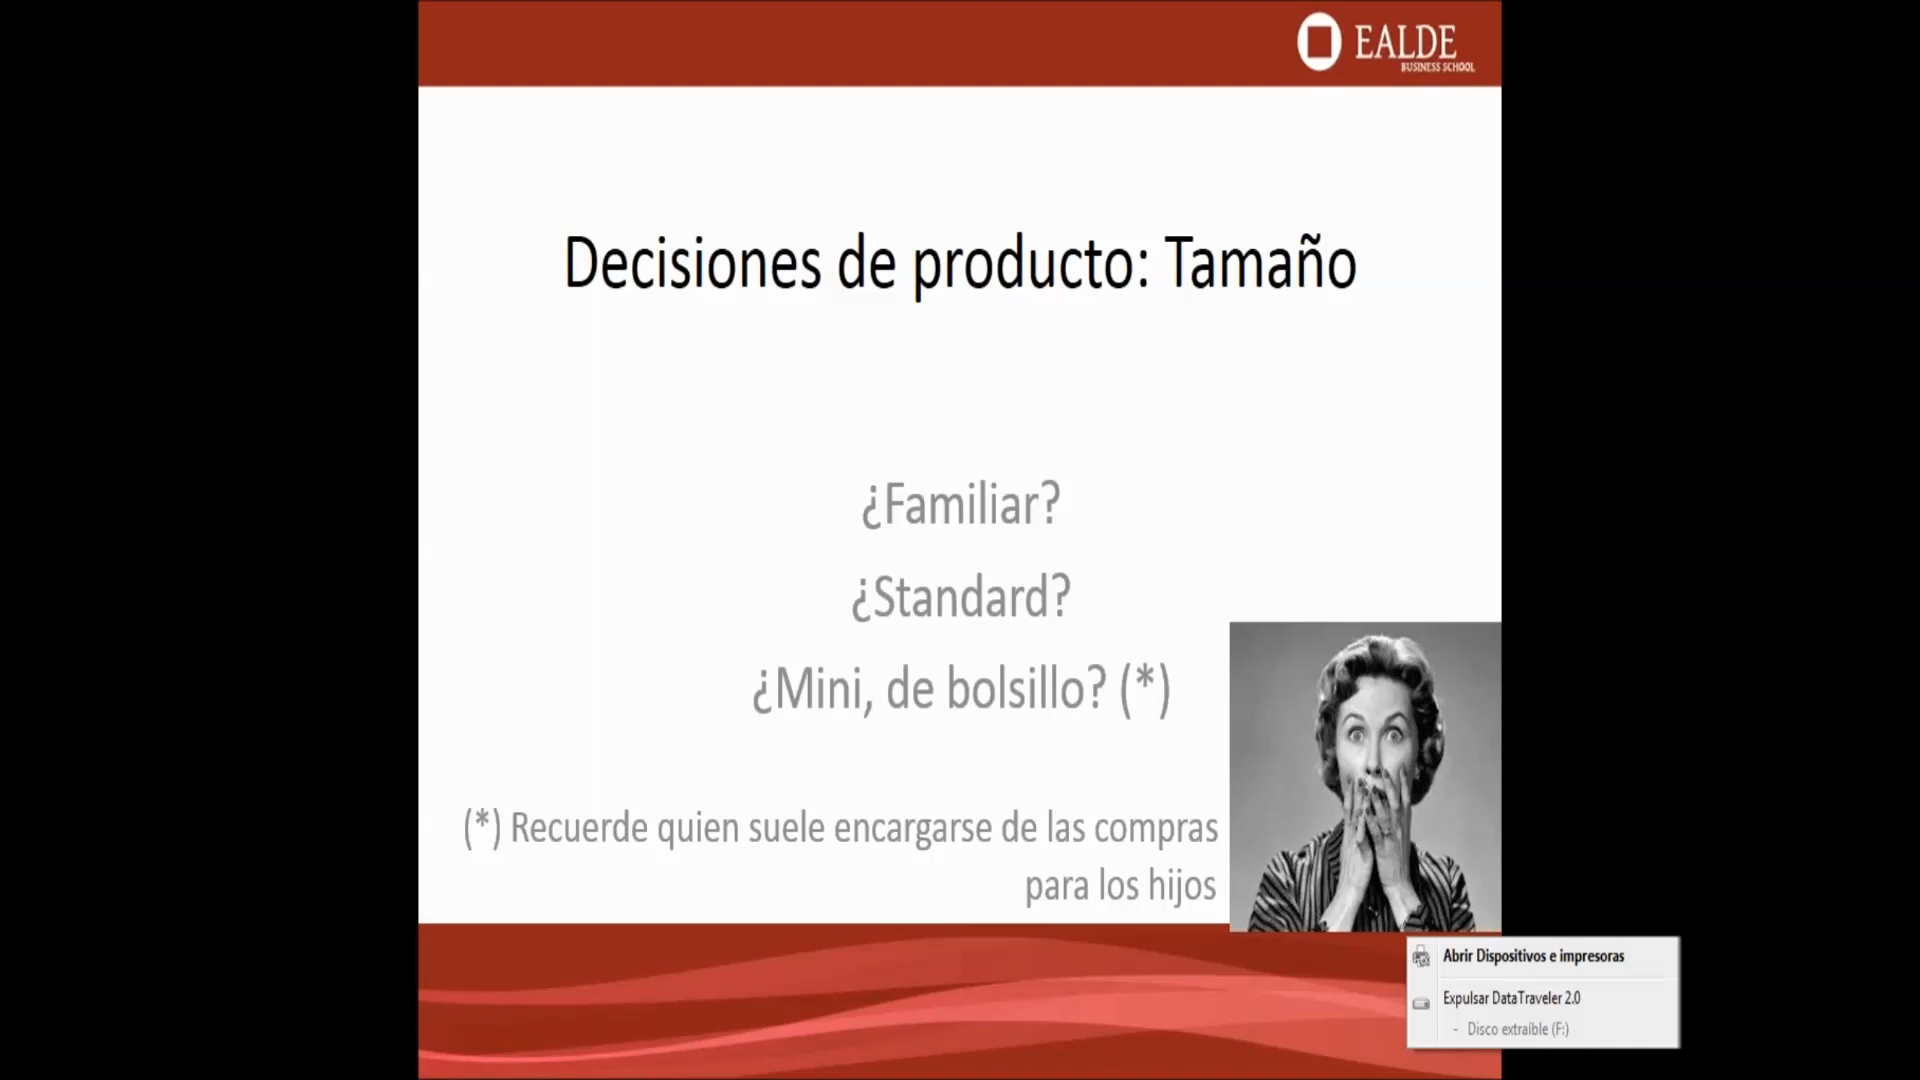 EALDE
BUSINESS SCHOOL
Decisiones de producto: Tamaño
¿Familiar?
¿Standard?
¿Mini, de bolsillo? (*)
(*) Recuerde quien suele encargarse de las compras
para los hijos
Abrir Dispositivos e impresoras
Expulsar DataTraveler 2.0
- Disco extraíble (F:)